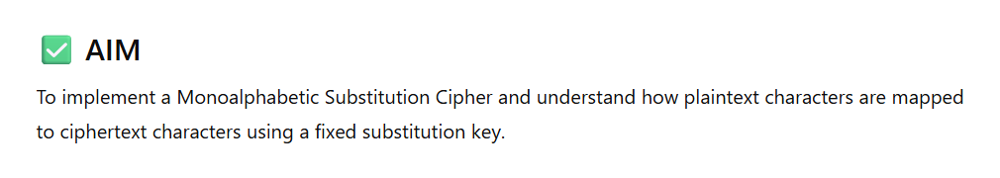 ✅ AIM
To implement a Monoalphabetic Substitution Cipher and understand how plaintext characters are mapped
to ciphertext characters using a fixed substitution key.